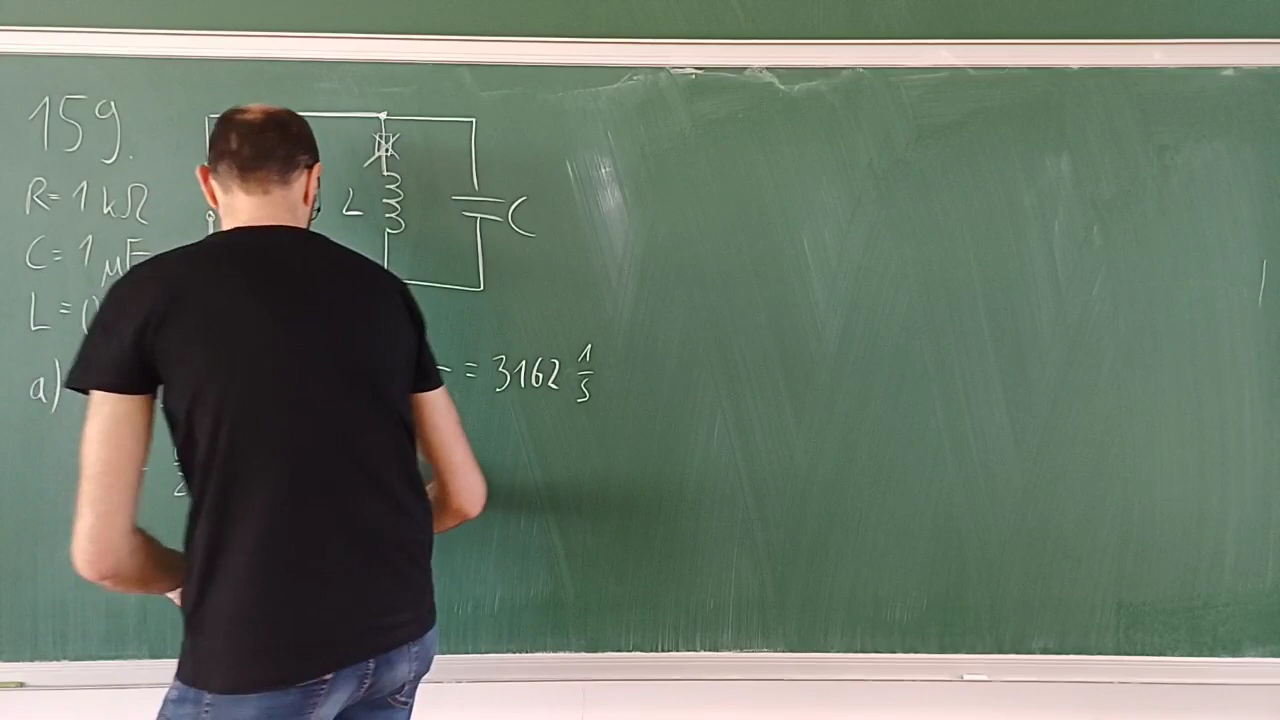 159.
R = 1 kΩ
C = 1 μF
L = 0
L
C
a)
= 3162 1/s